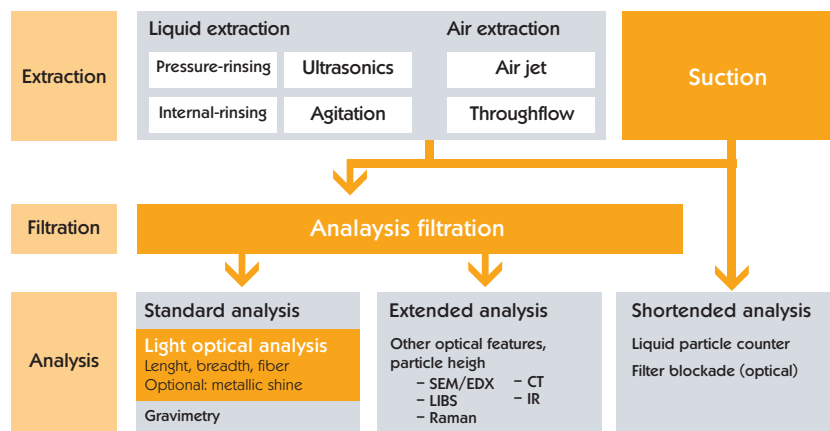 Extraction
Liquid extraction
Pressure-rinsing
Ultrasonics
Internal-rinsing
Agitation
Air extraction
Air jet
Throughflow
Suction
Filtration
Analaysis filtration
Analysis
Standard analysis
Light optical analysis
Lenght, breadth, fiber
Optional: metallic shine
Gravimetry
Extended analysis
Other optical features,
particle heigh
– SEM/EDX
– LIBS
– Raman
– CT
– IR
Shortended analysis
Liquid particle counter
Filter blockade (optical)